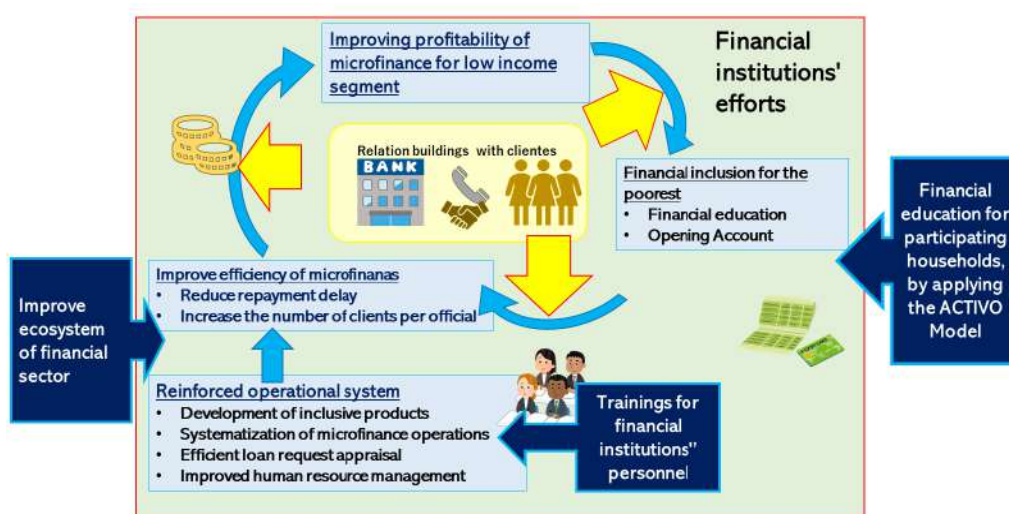 Improving profitability of
microfinance for low income
segment
Financial
institutions'
efforts
Relation buildings with clientes
BANK
Financial inclusion for the
poorest
• Financial education
• Opening Account
Financial
education for
participating
households,
by applying
the ACTIVO
Model
Improve efficiency of microfinanas
• Reduce repayment delay
• Increase the number of clients per official
Improve
ecosystem
of financial
sector
Reinforced operational system
• Development of inclusive products
• Systematization of microfinance operations
• Efficient loan request appraisal
• Improved human resource management
Trainings for
financial
institutions''
personnel